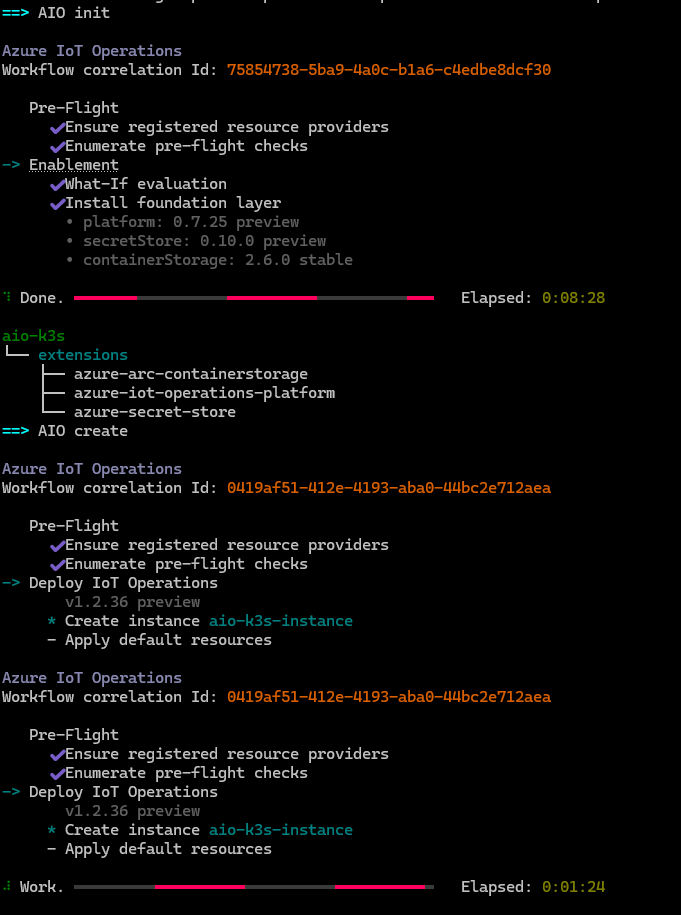 ==> AIO init
Azure IoT Operations
Workflow correlation Id: 75854738-5ba9-4a0c-b1a6-c4edbe8dcf30
Pre-Flight
✔Ensure registered resource providers
✔Enumerate pre-flight checks
-> Enablement
✔What-If evaluation
✔Install foundation layer
• platform: 0.7.25 preview
• secretStore: 0.10.0 preview
• containerStorage: 2.6.0 stable
Done. Elapsed: 0:08:28
aio-k3s
└── extensions
├── azure-arc-containerstorage
├── azure-iot-operations-platform
└── azure-secret-store
==> AIO create
Azure IoT Operations
Workflow correlation Id: 0419af51-412e-4193-aba0-44bc2e712aea
Pre-Flight
✔Ensure registered resource providers
✔Enumerate pre-flight checks
-> Deploy IoT Operations
v1.2.36 preview
* Create instance aio-k3s-instance
- Apply default resources
Azure IoT Operations
Workflow correlation Id: 0419af51-412e-4193-aba0-44bc2e712aea
Pre-Flight
✔Ensure registered resource providers
✔Enumerate pre-flight checks
-> Deploy IoT Operations
v1.2.36 preview
* Create instance aio-k3s-instance
- Apply default resources
Work. Elapsed: 0:01:24